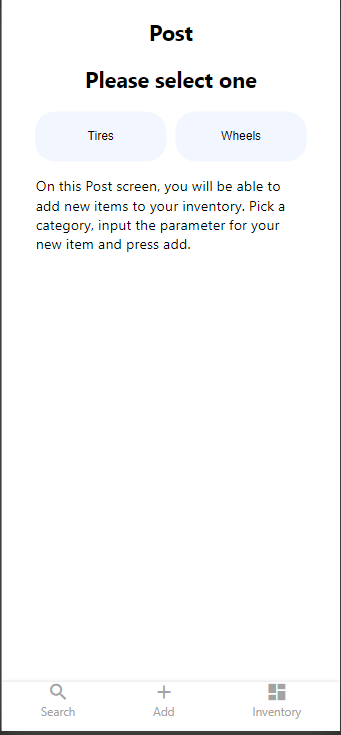 Post
Please select one
Tires
Wheels
On this Post screen, you will be able to
add new items to your inventory. Pick a
category, input the parameter for your
new item and press add.
Search
Add
Inventory